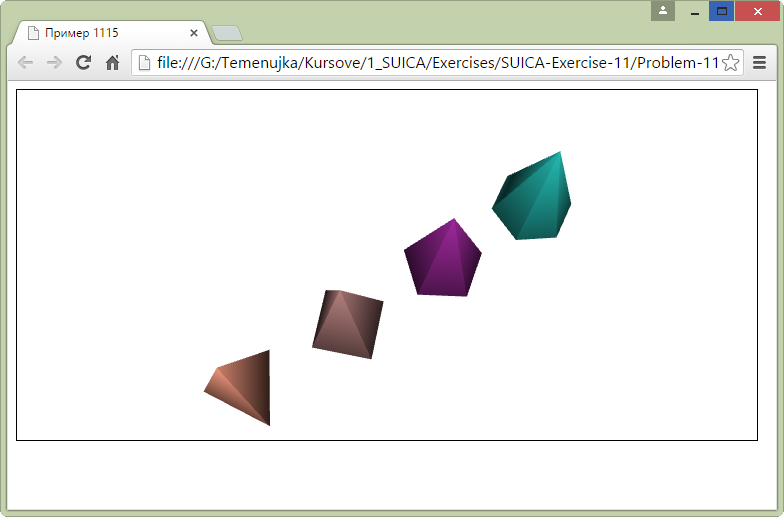 Пример 1115
file:///G:/Temenujka/Kursove/1_SUICA/Exercises/SUICA-Exercise-11/Problem-11